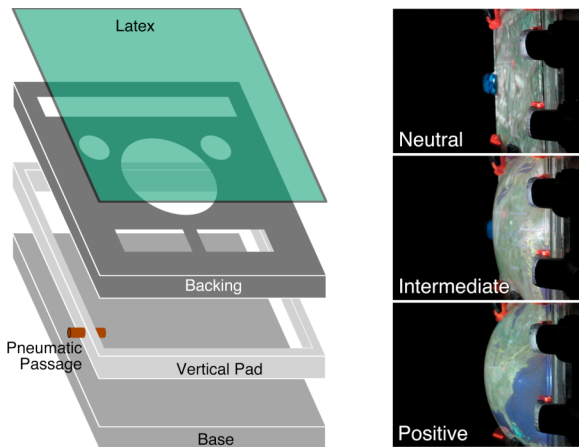 Latex
Backing
Pneumatic
Passage
Vertical Pad
Base
Neutral
Intermediate
Positive